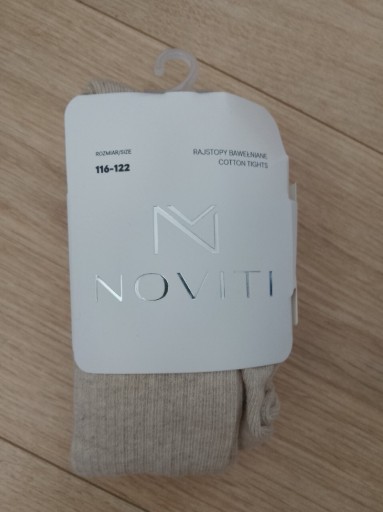 ROZMIAR/SIZE
116-122
RAJSTOPY BAWEŁNIANE
COTTON TIGHTS
NOVITI